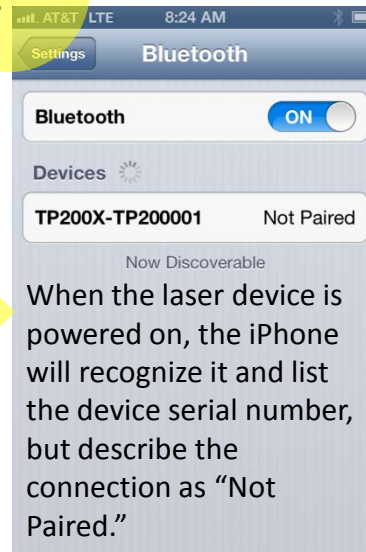 AT&T LTE 8:24 AM
Settings Bluetooth
Bluetooth ON
Devices
TP200X-TP200001 Not Paired
Now Discoverable
When the laser device is
powered on, the iPhone
will recognize it and list
the device serial number,
but describe the
connection as “Not
Paired.”